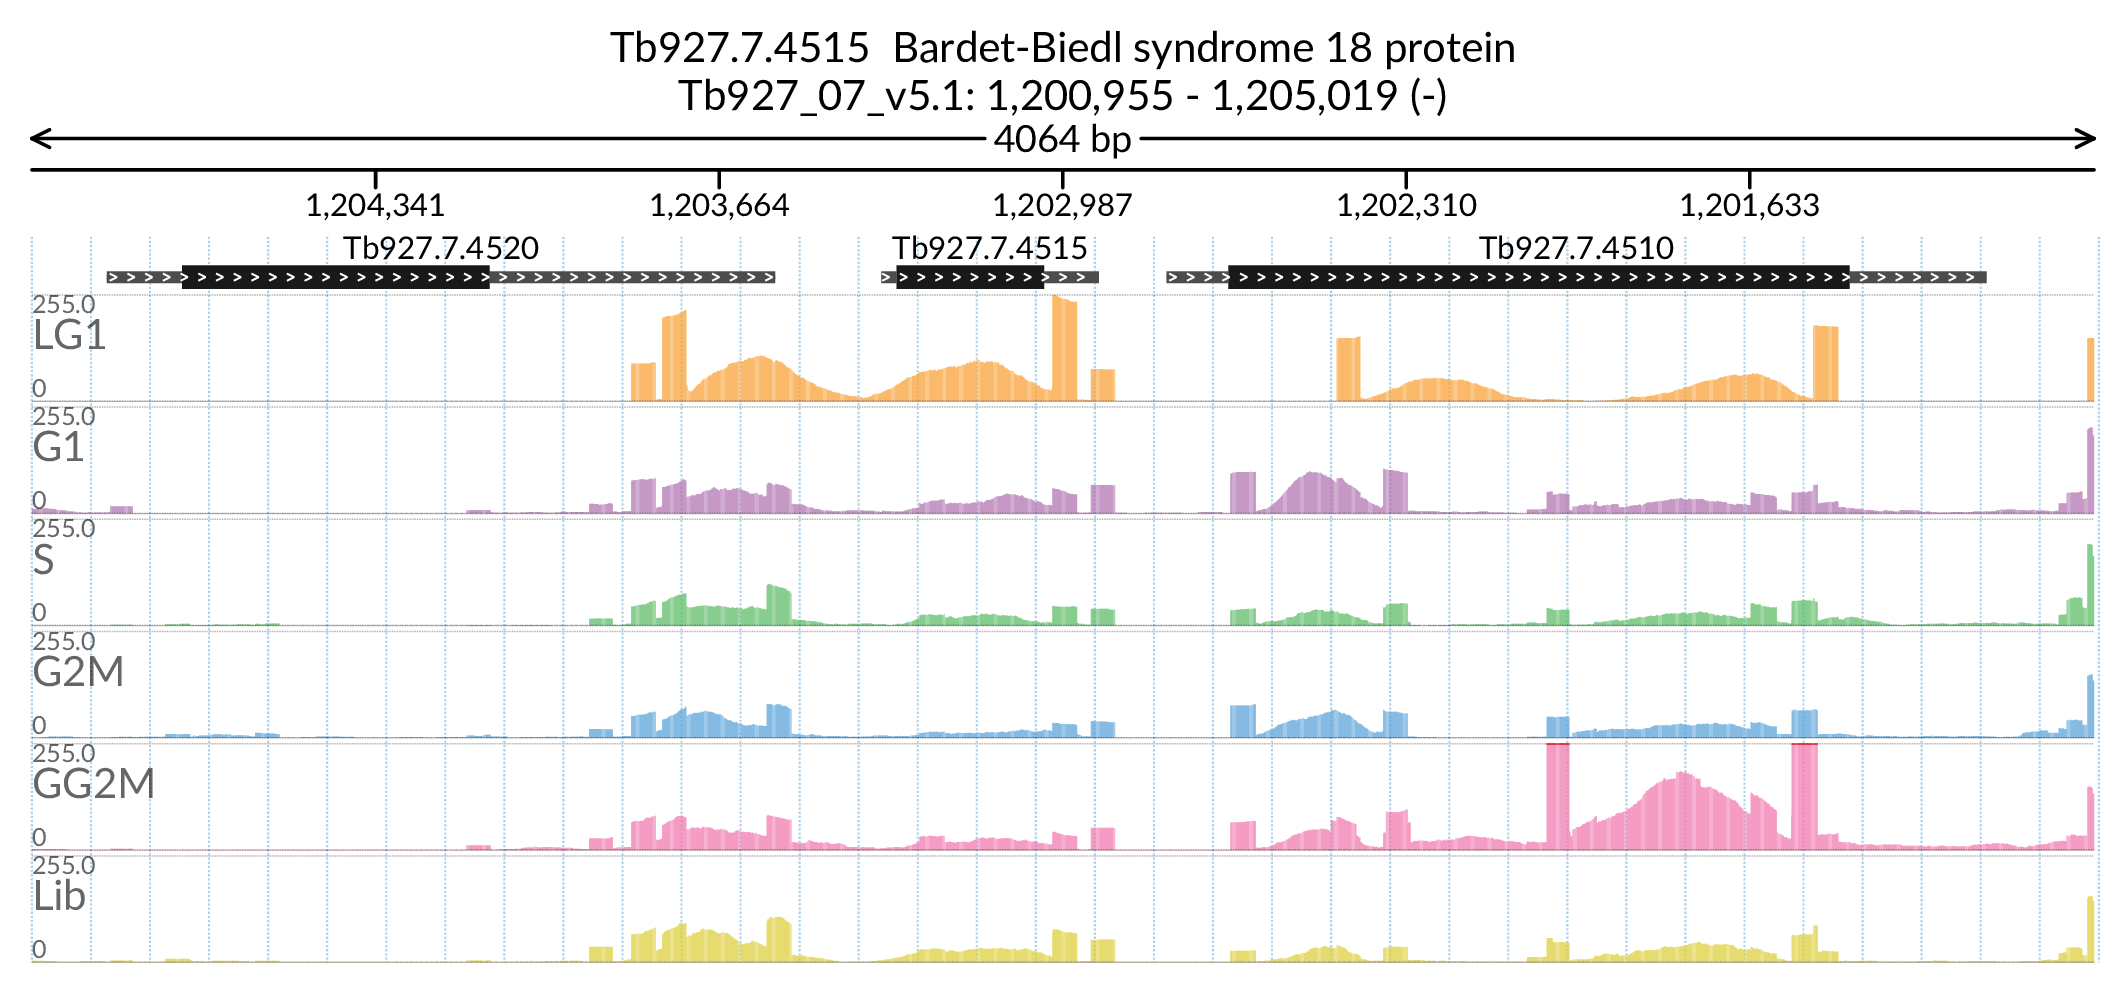 Tb927.7.4515 Bardet-Biedl syndrome 18 protein
Tb927_07_v5.1: 1,200,955 - 1,205,019 (-)
4064 bp
1,204,341 1,203,664 1,202,987 1,202,310 1,201,633
Tb927.7.4520 Tb927.7.4515 Tb927.7.4510
255.0
LG1
0
255.0
G1
0
255.0
S
0
255.0
G2M
0
255.0
GG2M
0
255.0
Lib
0